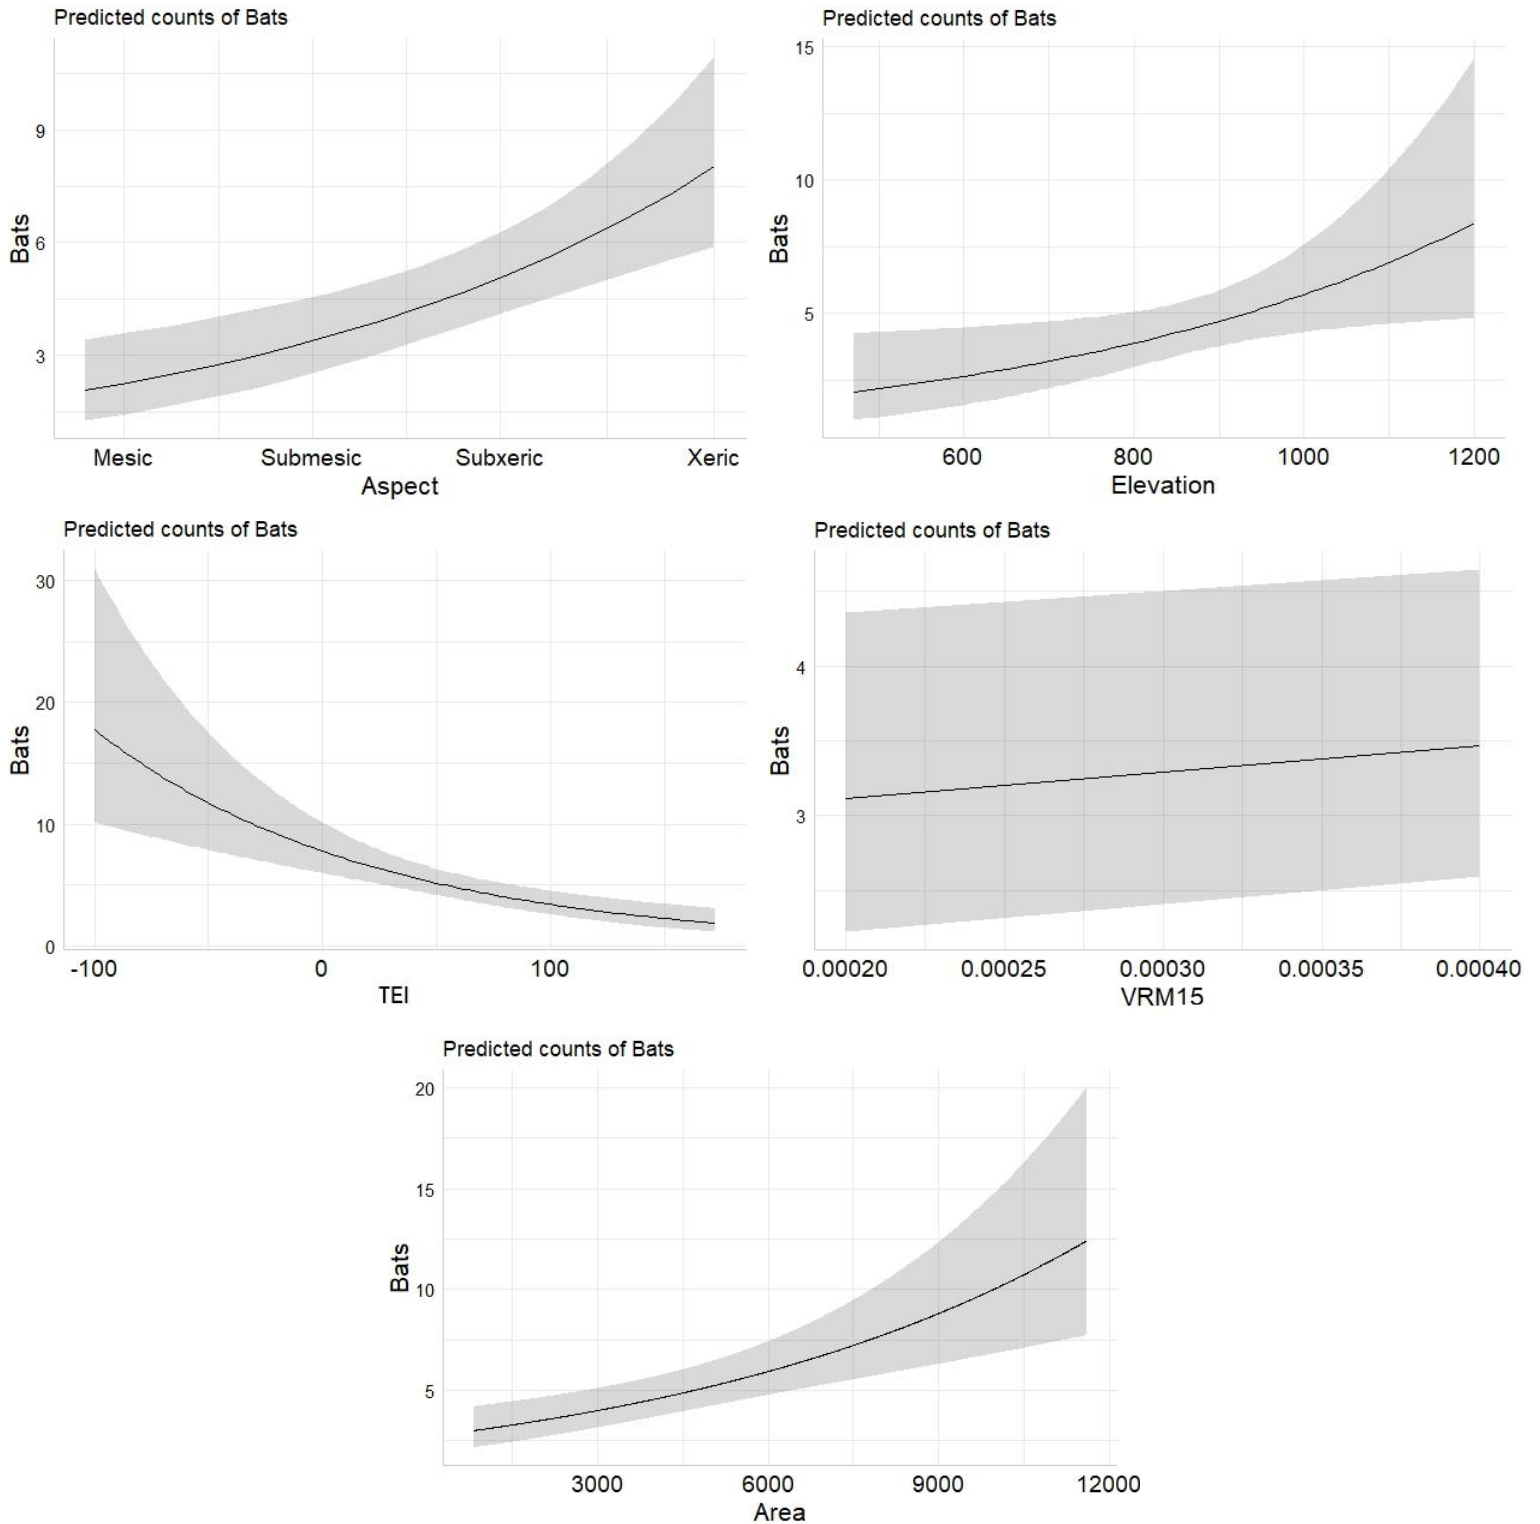 Predicted counts of Bats
9
6
3
Bats
Mesic Submesic Subxeric Xeric
Aspect
Predicted counts of Bats
15
10
5
Bats
600 800 1000 1200
Elevation
Predicted counts of Bats
30
20
10
0
Bats
-100 0 100
TEI
Predicted counts of Bats
4
3
Bats
0.00020 0.00025 0.00030 0.00035 0.00040
VRM15
Predicted counts of Bats
20
15
10
5
Bats
3000 6000 9000 12000
Area